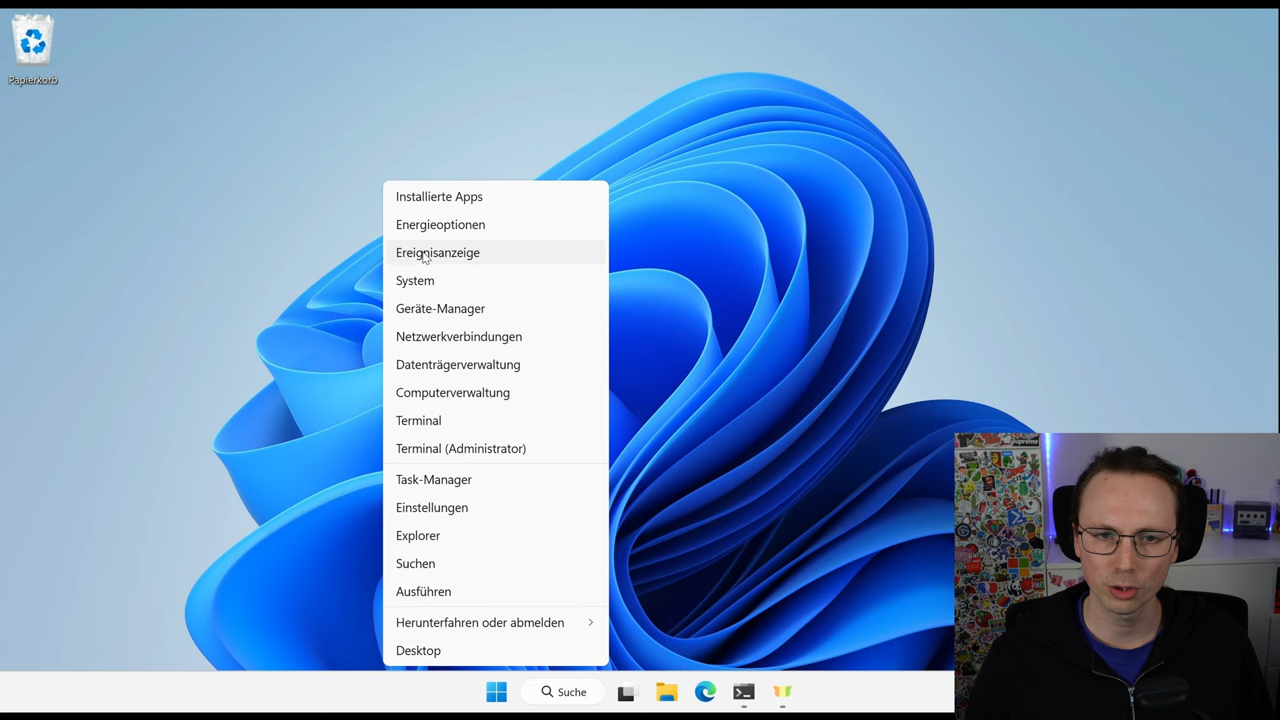 Papierkorb
Installierte Apps
Energieoptionen
Ereignisanzeige
System
Geräte-Manager
Netzwerkverbindungen
Datenträgerverwaltung
Computerverwaltung
Terminal
Terminal (Administrator)
Task-Manager
Einstellungen
Explorer
Suchen
Ausführen
Herunterfahren oder abmelden
Desktop
Suche